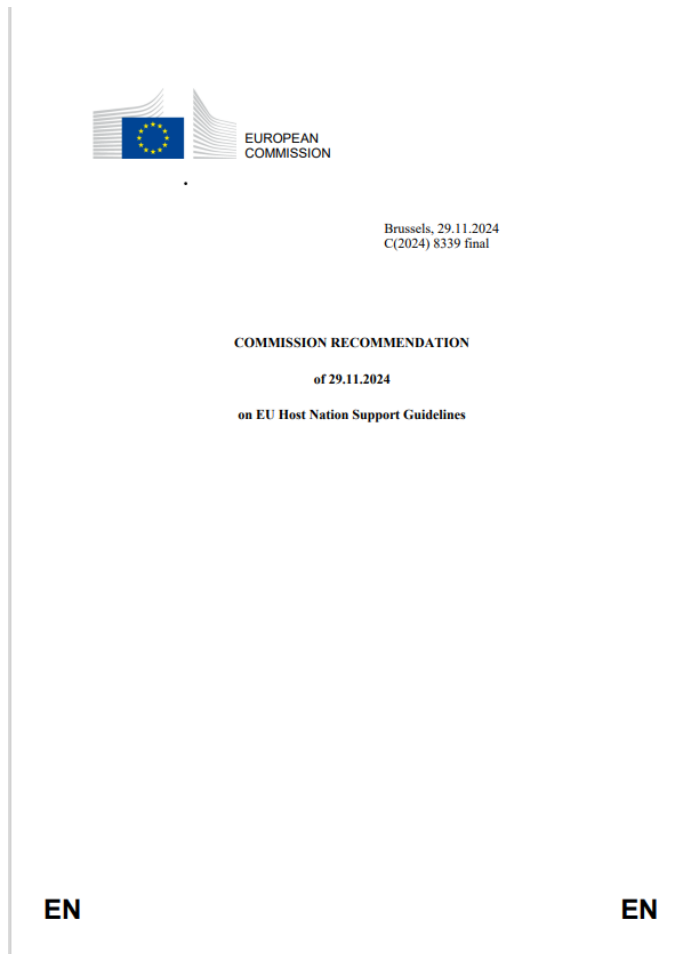 EUROPEAN
COMMISSION
Brussels, 29.11.2024
C(2024) 8339 final
COMMISSION RECOMMENDATION
of 29.11.2024
on EU Host Nation Support Guidelines
EN
EN